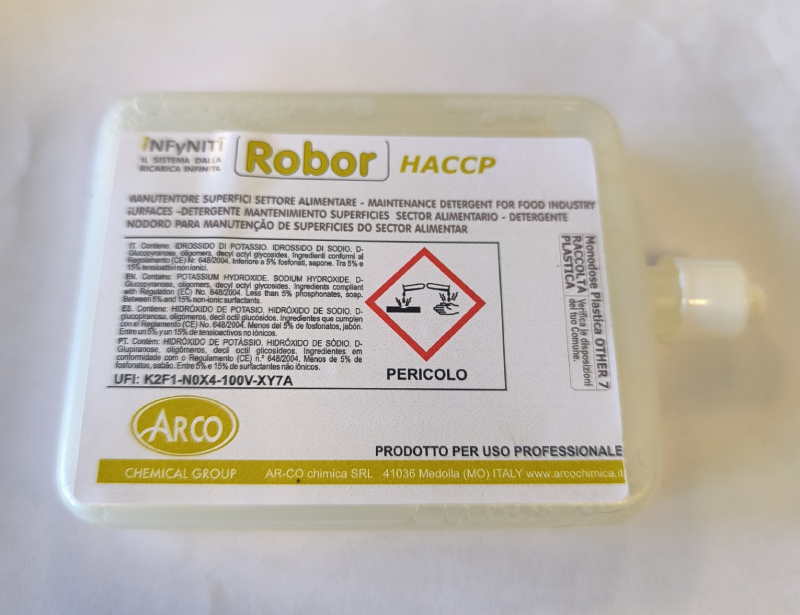 iNFyNITi
IL SISTEMA DALLA
RICARICA INFINITA
Robor
HACCP
MANUTENTORE SUPERFICI SETTORE ALIMENTARE - MAINTENANCE DETERGENT FOR FOOD INDUSTRY
SURFACES -DETERGENTE MANTENIMIENTO SUPERFICIES SECTOR ALIMENTARIO - DETERGENTE
INODORO PARA MANUTENÇÃO DE SUPERFICIES DO SECTOR ALIMENTAR
IT. Contiene: IDROSSIDO DI POTASSIO. IDROSSIDO DI SODIO. D-
Glucopyranose, oligomers, decyl octyl glycosides. Ingredienti conformi al
Regolamento (CE) Nr. 648/2004. Inferiore a 5% fosfonati, sapone. Tra 5% e
15% tensioattivi non ionici.
EN. Contains: POTASSIUM HYDROXIDE. SODIUM HYDROXIDE. D-
Glucopyranose, oligomers, decyl octyl glycosides. Ingredients compliant
with Regulation (EC) No. 648/2004. Less than 5% phosphonates, soap.
Between 5% and 15% non-ionic surfactants.
ES. Contiene: HIDRÓXIDO DE POTASIO. HIDRÓXIDO DE SODIO. D-
glucopiranosa, oligómeros, decil octil glucósidos. Ingredientes que cumplen
con el Reglamento (CE) No. 648/2004. Menos del 5% de fosfonatos, jabón.
Entre un 5% y un 15% de tensioactivos no iónicos.
PT. Contém: HIDRÓXIDO DE POTÁSSIO. HIDRÓXIDO DE SÓDIO. D-
Glupiranose, oligômeros, decil octil glicosídeos. Ingredientes em
conformidade com o Regulamento (CE) n.° 648/2004. Menos de 5% de
fosfonatos, sabão. Entre 5% e 15% de surfactantes não iônicos.
UFI: K2F1-N0X4-100V-XY7A
PERICOLO
Monodose Plastica OTHER 7
RACCOLTA Verifica le disposizioni
PLASTICA del tuo Comune.
ARCO
PRODOTTO PER USO PROFESSIONALE
CHEMICAL GROUP AR-CO chimica SRL 41036 Medolla (MO) ITALY www.arcochimica.it